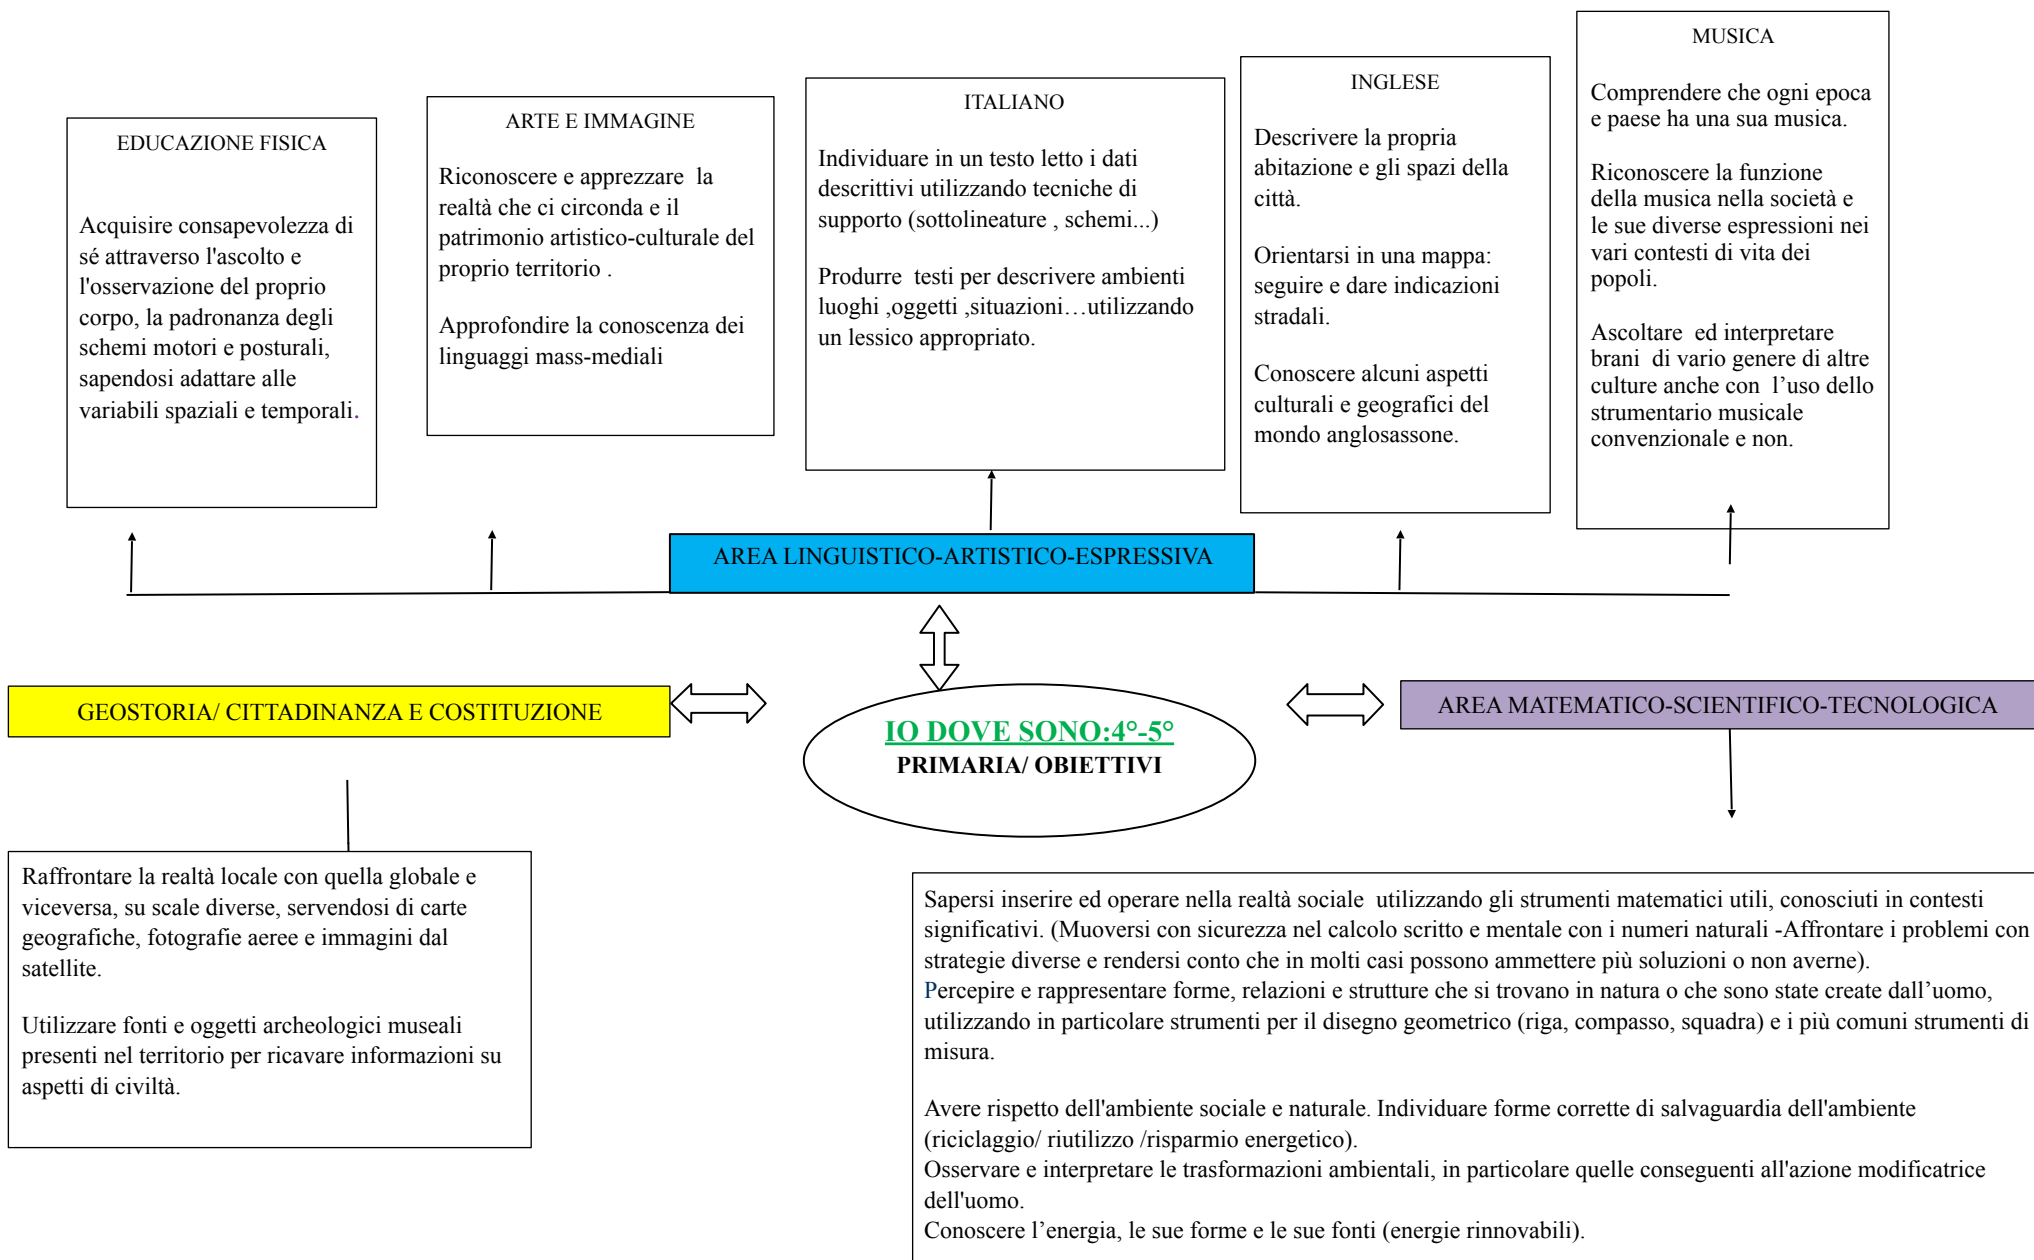 EDUCAZIONE FISICA
Acquisire consapevolezza di
sé attraverso l'ascolto e
l'osservazione del proprio
corpo, la padronanza degli
schemi motori e posturali,
sapendosi adattare alle
variabili spaziali e temporali.
ARTE E IMMAGINE
Riconoscere e apprezzare  la
realtà che ci circonda e il
patrimonio artistico-culturale del
proprio territorio .
Approfondire la conoscenza dei
linguaggi mass-mediali
ITALIANO
Individuare in un testo letto i dati
descrittivi utilizzando tecniche di
supporto (sottolineature , schemi...)
Produrre  testi per descrivere ambienti
luoghi ,oggetti ,situazioni…utilizzando
un lessico appropriato.
INGLESE
Descrivere la propria
abitazione e gli spazi della
città.
Orientarsi in una mappa:
seguire e dare indicazioni
stradali.
Conoscere alcuni aspetti
culturali e geografici del
mondo anglosassone.
MUSICA
Comprendere che ogni epoca
e paese ha una sua musica.
Riconoscere la funzione
della musica nella società e
le sue diverse espressioni nei
vari contesti di vita dei
popoli.
Ascoltare  ed interpretare
brani  di vario genere di altre
culture anche con  l’uso dello
strumentario musicale
convenzionale e non.
AREA LINGUISTICO-ARTISTICO-ESPRESSIVA
GEOSTORIA/ CITTADINANZA E COSTITUZIONE
IO DOVE SONO:4°-5°
PRIMARIA/ OBIETTIVI
AREA MATEMATICO-SCIENTIFICO-TECNOLOGICA
Raffrontare la realtà locale con quella globale e
viceversa, su scale diverse, servendosi di carte
geografiche, fotografie aeree e immagini dal
satellite.
Utilizzare fonti e oggetti archeologici museali
presenti nel territorio per ricavare informazioni su
aspetti di civiltà.
Sapersi inserire ed operare nella realtà sociale  utilizzando gli strumenti matematici utili, conosciuti in contesti
significativi. (Muoversi con sicurezza nel calcolo scritto e mentale con i numeri naturali -Affrontare i problemi con
strategie diverse e rendersi conto che in molti casi possono ammettere più soluzioni o non averne).
Percepire e rappresentare forme, relazioni e strutture che si trovano in natura o che sono state create dall’uomo,
utilizzando in particolare strumenti per il disegno geometrico (riga, compasso, squadra) e i più comuni strumenti di
misura.
Avere rispetto dell'ambiente sociale e naturale. Individuare forme corrette di salvaguardia dell'ambiente
(riciclaggio/ riutilizzo /risparmio energetico).
Osservare e interpretare le trasformazioni ambientali, in particolare quelle conseguenti all'azione modificatrice
dell'uomo.
Conoscere l’energia, le sue forme e le sue fonti (energie rinnovabili).